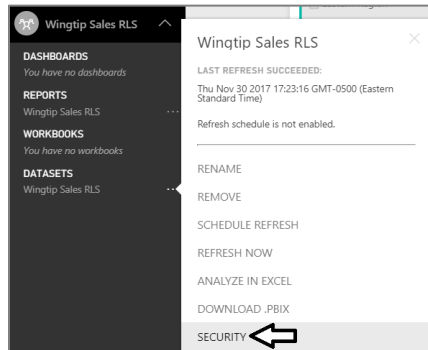 Wingtip Sales RLS
DASHBOARDS
You have no dashboards
REPORTS
Wingtip Sales RLS
WORKBOOKS
You have no workbooks
DATASETS
Wingtip Sales RLS
Wingtip Sales RLS
LAST REFRESH SUCCEEDED:
Thu Nov 30 2017 17:23:16 GMT-0500 (Eastern
Standard Time)
Refresh schedule is not enabled.
RENAME
REMOVE
SCHEDULE REFRESH
REFRESH NOW
ANALYZE IN EXCEL
DOWNLOAD .PBIX
SECURITY